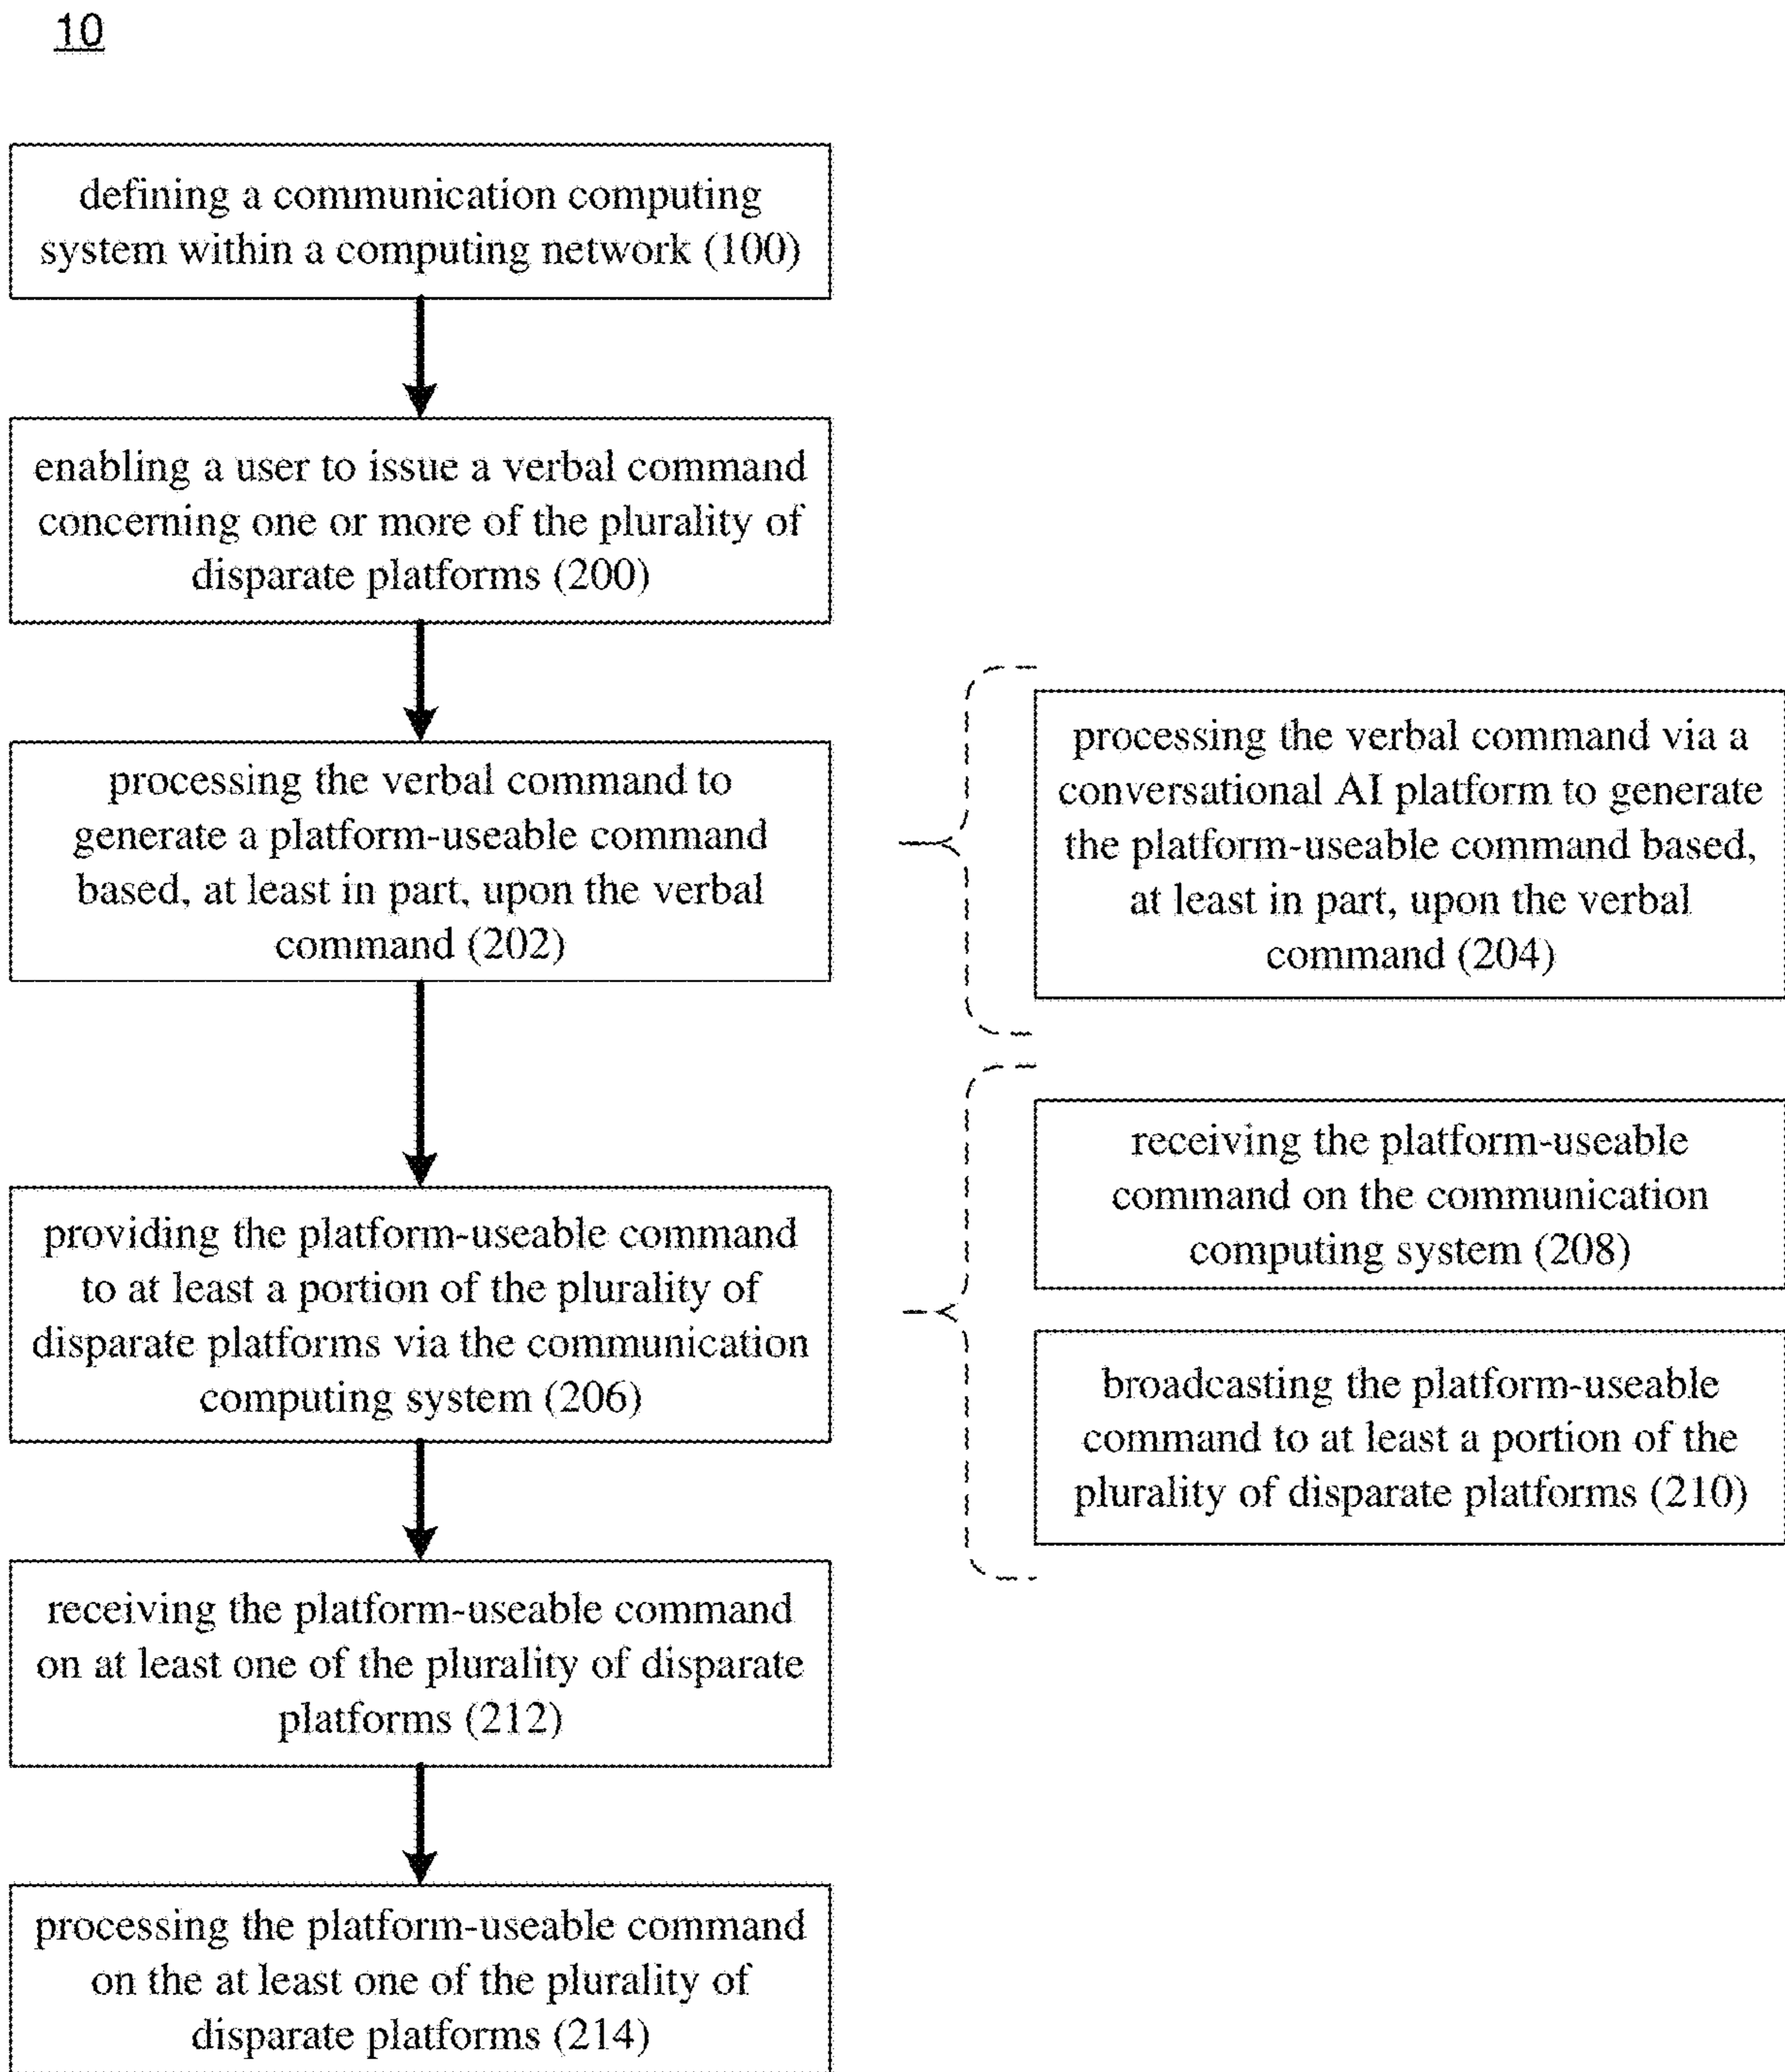 10
defining a communication computing
system within a computing network (100)
enabling a user to issue a verbal command
concerning one or more of the plurality of
disparate platforms (200)
processing the verbal command to
generate a platform-useable command
based, at least in part, upon the verbal
command (202)
processing the verbal command via a
conversational AI platform to generate
the platform-useable command based,
at least in part, upon the verbal
command (204)
providing the platform-useable command
to at least a portion of the plurality of
disparate platforms via the communication
computing system (206)
receiving the platform-useable
command on the communication
computing system (208)
broadcasting the platform-useable
command to at least a portion of the
plurality of disparate platforms (210)
receiving the platform-useable command
on at least one of the plurality of disparate
platforms (212)
processing the platform-useable command
on the at least one of the plurality of
disparate platforms (214)